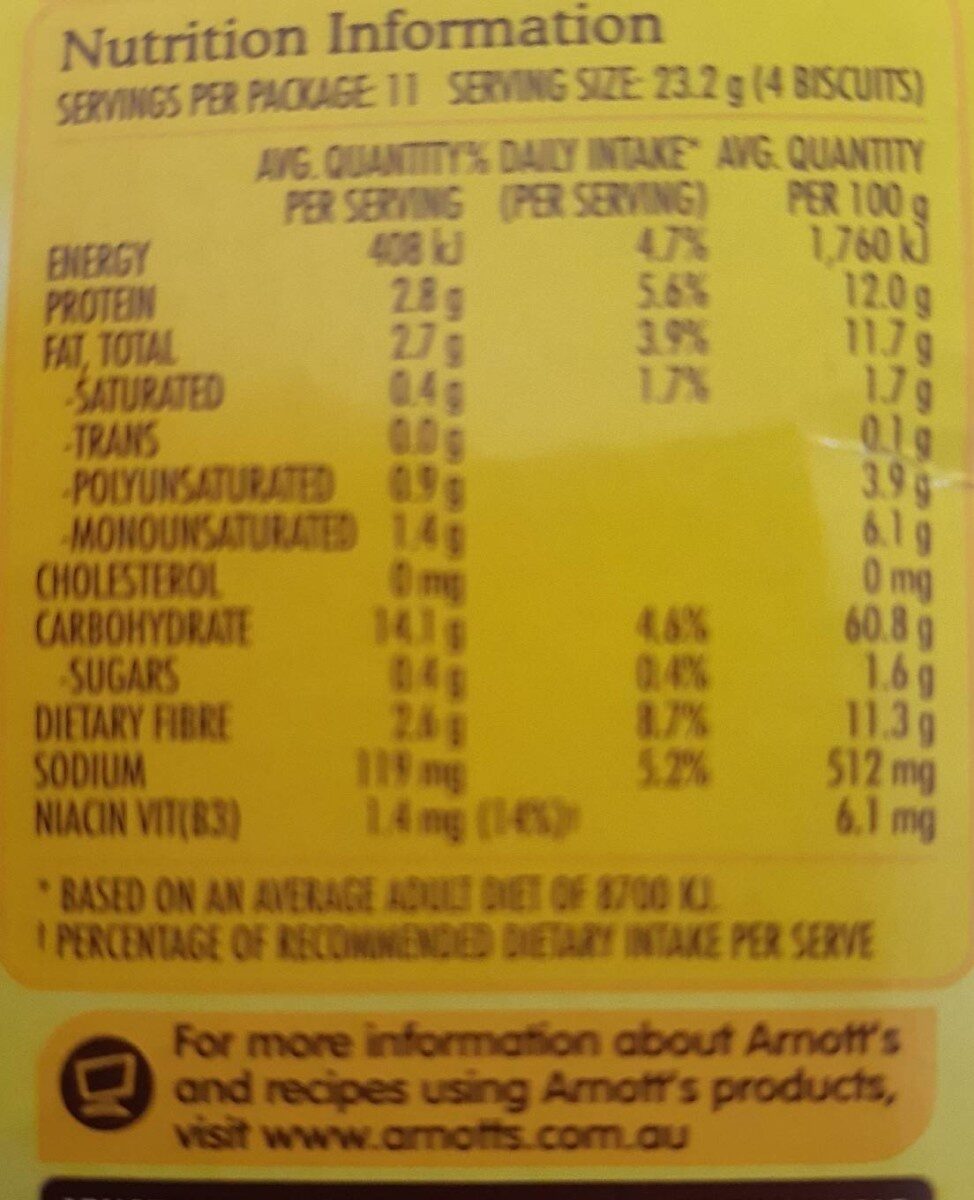 Nutrition Information
SERVINGS PER PACKAGE: 11 SERVING SIZE: 23.2 g (4 BISCUITS)
AVG. QUANTITY % DAILY INTAKE* AVG. QUANTITY
PER SERVING (PER SERVING) PER 100 g
ENERGY 408 kJ 4.7% 1,760 kJ
PROTEIN 2.8 g 5.6% 12.0 g
FAT, TOTAL 2.7 g 3.9% 11.7 g
-SATURATED 0.4 g 1.7% 1.7 g
-TRANS 0.0 g 0.1 g
-POLYUNSATURATED 0.9 g 3.9 g
-MONOUNSATURATED 1.4 g 6.1 g
CHOLESTEROL 0 mg 0 mg
CARBOHYDRATE 14.1 g 4.6% 60.8 g
-SUGARS 0.4 g 0.4% 1.6 g
DIETARY FIBRE 2.6 g 8.7% 11.3 g
SODIUM 119 mg 5.2% 512 mg
NIACIN VIT(B3) 1.4 mg (14%)† 6.1 mg
* BASED ON AN AVERAGE ADULT DIET OF 8700 KJ.
† PERCENTAGE OF RECOMMENDED DIETARY INTAKE PER SERVE
For more information about Arnott's
and recipes using Arnott's products,
visit www.arnotts.com.au